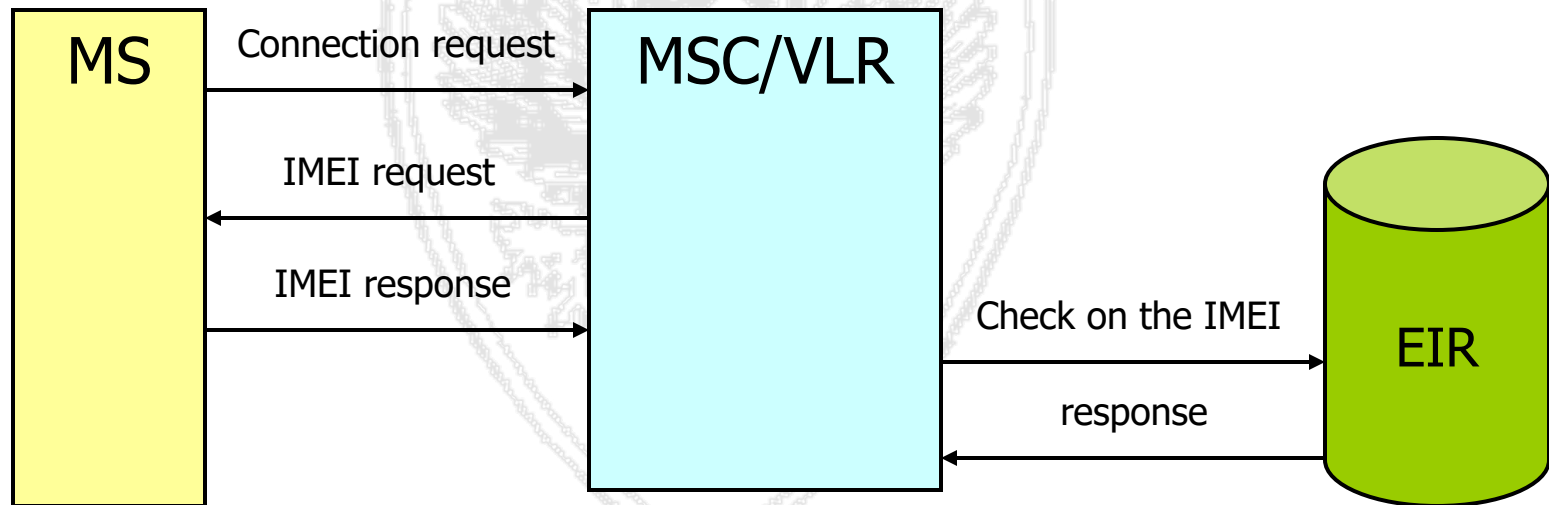 MS
Connection request
MSC/VLR
IMEI request
IMEI response
Check on the IMEI
EIR
response